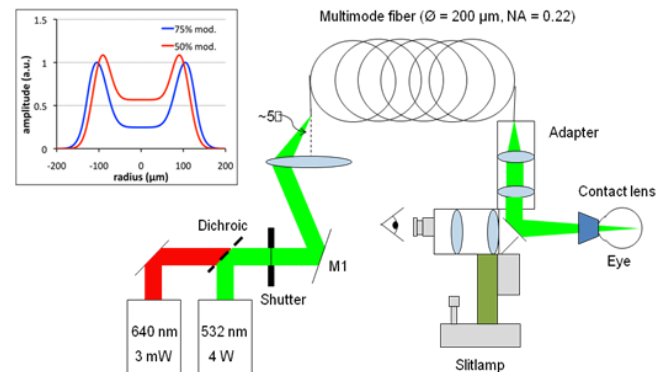 Multimode fiber (Ø = 200 µm, NA = 0.22)
1.5
75% mod.
50% mod.
1
0.5
0
amplitude (a.u.)
-200 -100 0 100 200
radius (µm)
~5▯
Adapter
Contact lens
Dichroic
M1
Shutter
Eye
640 nm
3 mW
532 nm
4 W
Slitlamp